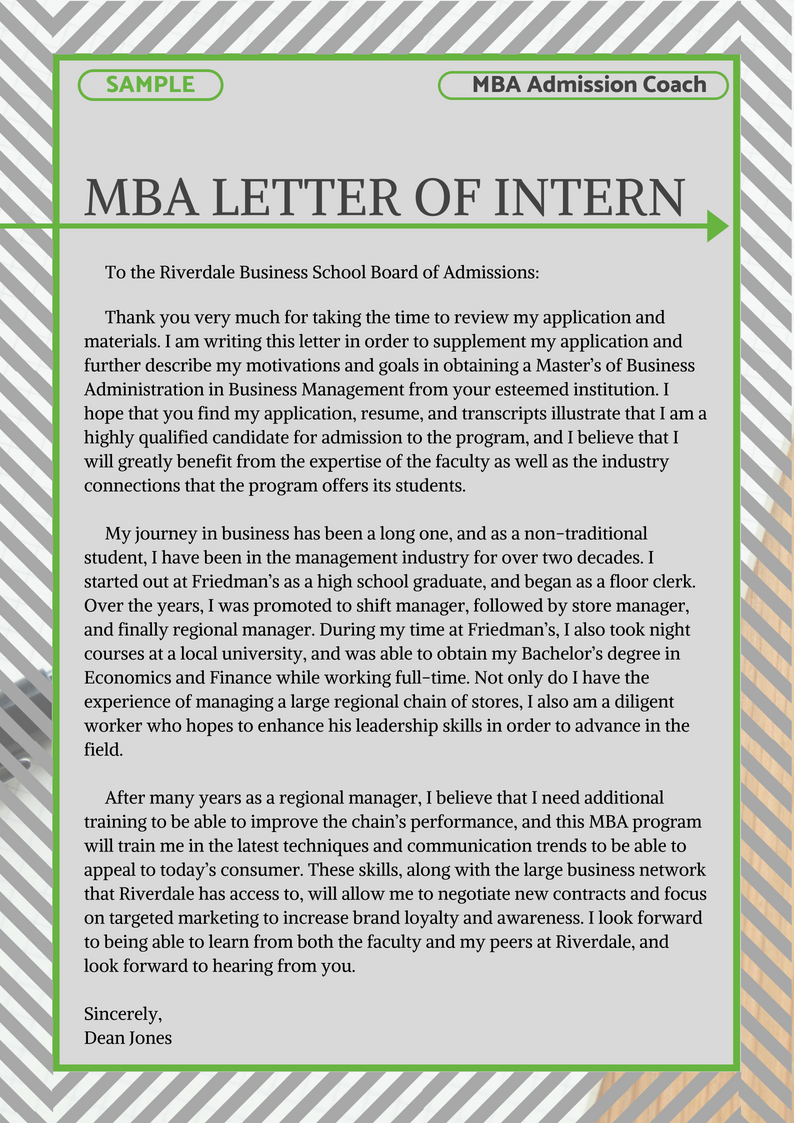 SAMPLE
MBA Admission Coach
MBA LETTER OF INTERN
To the Riverdale Business School Board of Admissions:
Thank you very much for taking the time to review my application and
materials. I am writing this letter in order to supplement my application and
further describe my motivations and goals in obtaining a Master’s of Business
Administration in Business Management from your esteemed institution. I
hope that you find my application, resume, and transcripts illustrate that I am a
highly qualified candidate for admission to the program, and I believe that I
will greatly benefit from the expertise of the faculty as well as the industry
connections that the program offers its students.
My journey in business has been a long one, and as a non-traditional
student, I have been in the management industry for over two decades. I
started out at Friedman’s as a high school graduate, and began as a floor clerk.
Over the years, I was promoted to shift manager, followed by store manager,
and finally regional manager. During my time at Friedman’s, I also took night
courses at a local university, and was able to obtain my Bachelor’s degree in
Economics and Finance while working full-time. Not only do I have the
experience of managing a large regional chain of stores, I also am a diligent
worker who hopes to enhance his leadership skills in order to advance in the
field.
After many years as a regional manager, I believe that I need additional
training to be able to improve the chain’s performance, and this MBA program
will train me in the latest techniques and communication trends to be able to
appeal to today’s consumer. These skills, along with the large business network
that Riverdale has access to, will allow me to negotiate new contracts and focus
on targeted marketing to increase brand loyalty and awareness. I look forward
to being able to learn from both the faculty and my peers at Riverdale, and
look forward to hearing from you.
Sincerely,
Dean Jones